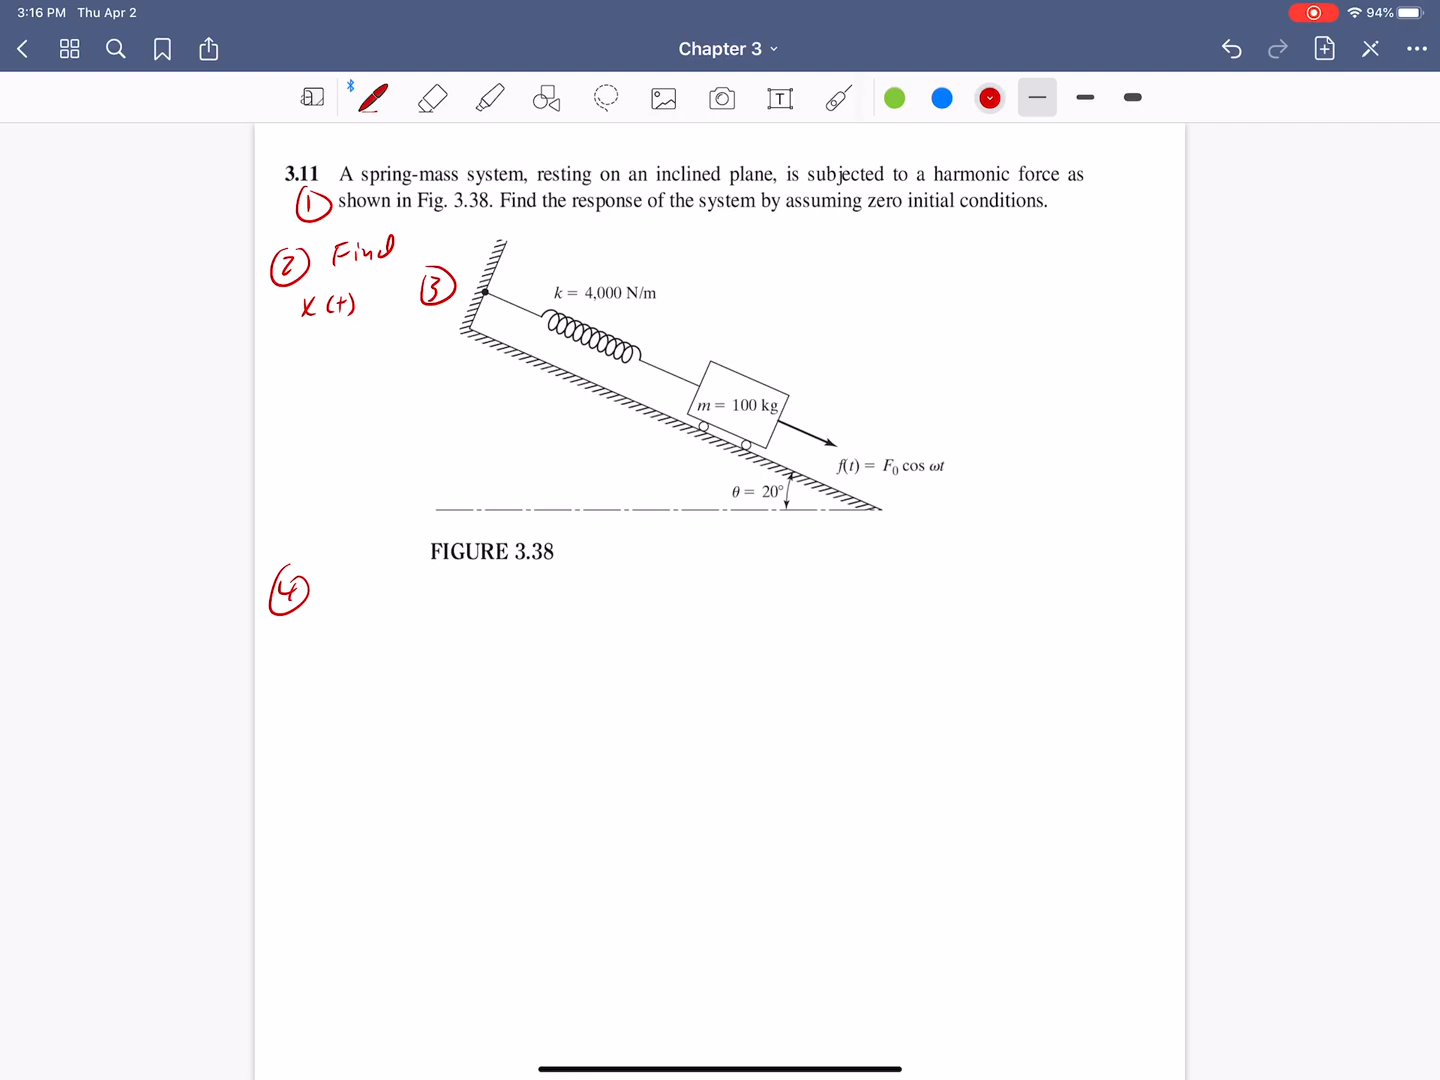 3:16 PM Thu Apr 2
94%
Chapter 3
T
3.11 A spring-mass system, resting on an inclined plane, is subjected to a harmonic force as
① shown in Fig. 3.38. Find the response of the system by assuming zero initial conditions.
② Find
x(t)
③
k = 4,000 N/m
m = 100 kg
f(t) = F₀ cos ωt
θ = 20°
FIGURE 3.38
④